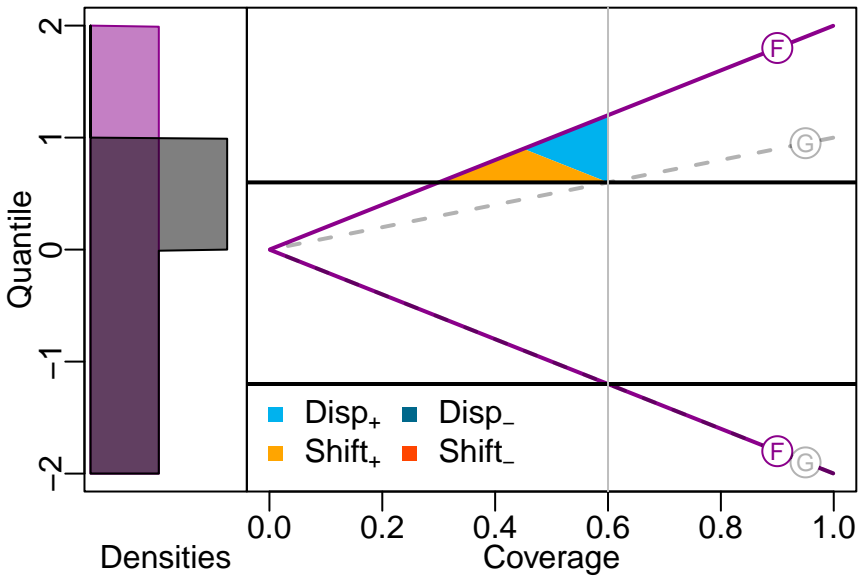 2
1
0
−1
−2
Quantile
F
G
F
G
Disp+ Disp−
Shift+ Shift−
0.0 0.2 0.4 0.6 0.8 1.0
Densities Coverage